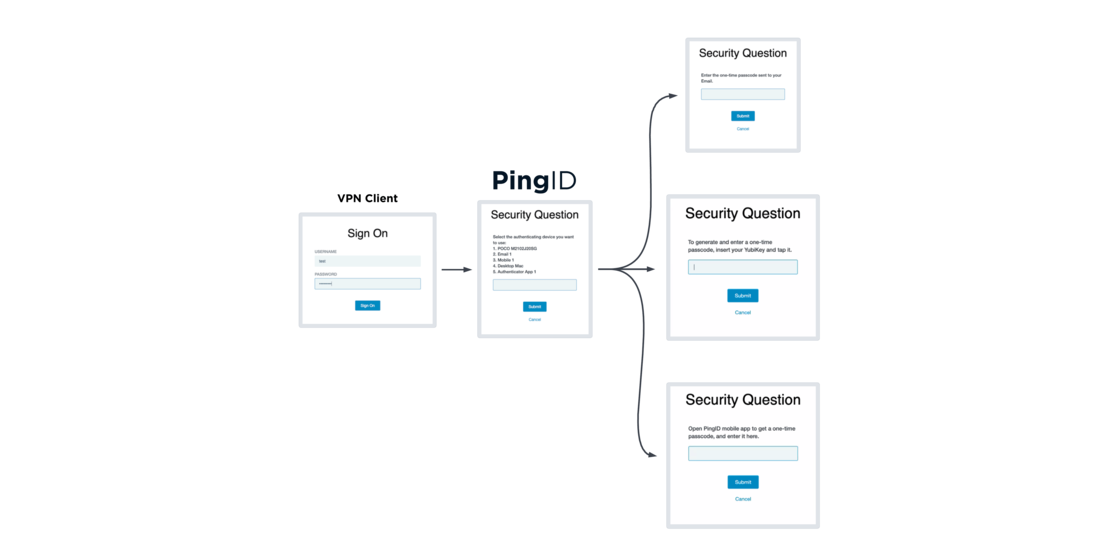 VPN Client
Sign On
USERNAME
test
PASSWORD
Sign On
PingID
Security Question
Select the authenticating device you want
to use:
2. Email 1
3. Mobile 1
4. Desktop Mac
5. Authenticator App 1
Submit
Cancel
Security Question
Enter the one-time passcode sent to your
Email.
Submit
Cancel
Security Question
To generate and enter a one-time
passcode, insert your YubiKey and tap it.
Submit
Cancel
Security Question
Open PingID mobile app to get a one-time
passcode, and enter it here.
Submit
Cancel